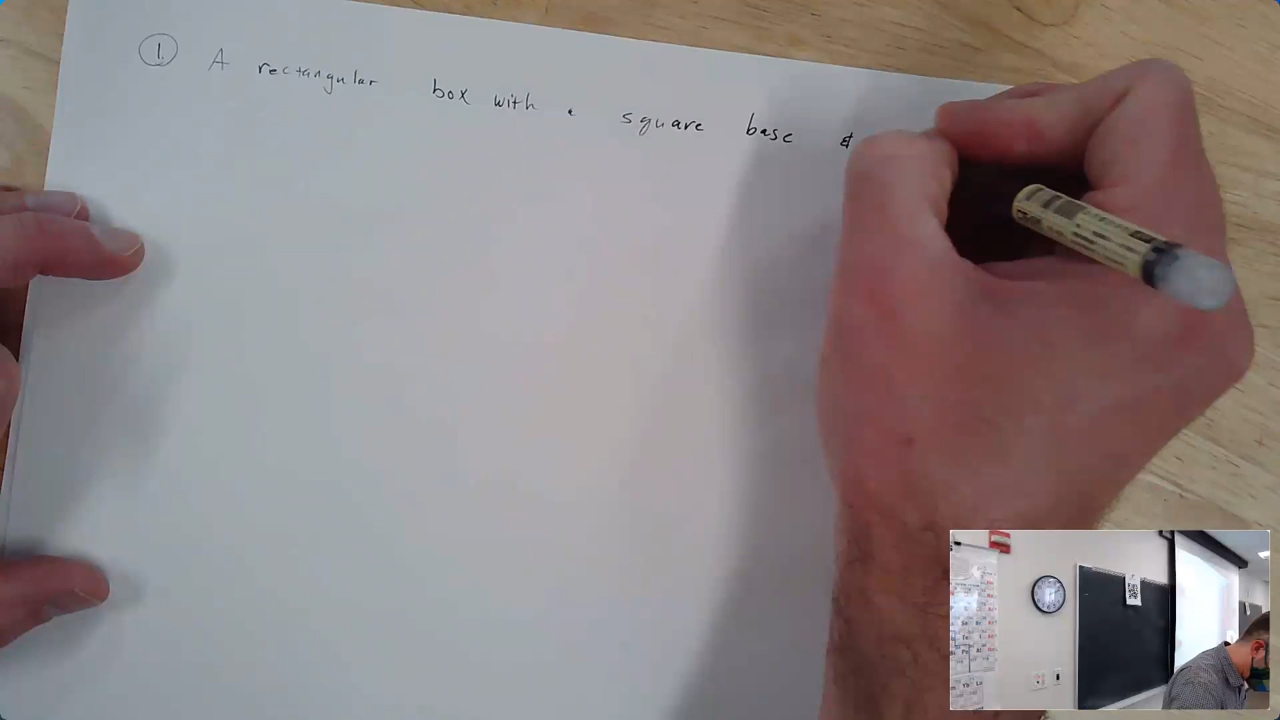 ① A rectangular box with a square base &